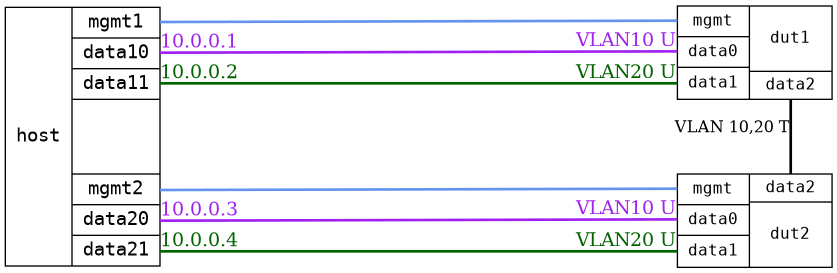 host
mgmt1
data10
data11
mgmt2
data20
data21
10.0.0.1
10.0.0.2
10.0.0.3
10.0.0.4
VLAN10 U
VLAN20 U
VLAN10 U
VLAN20 U
mgmt
data0
data1
dut1
data2
VLAN 10,20 T
mgmt
data0
data1
data2
dut2